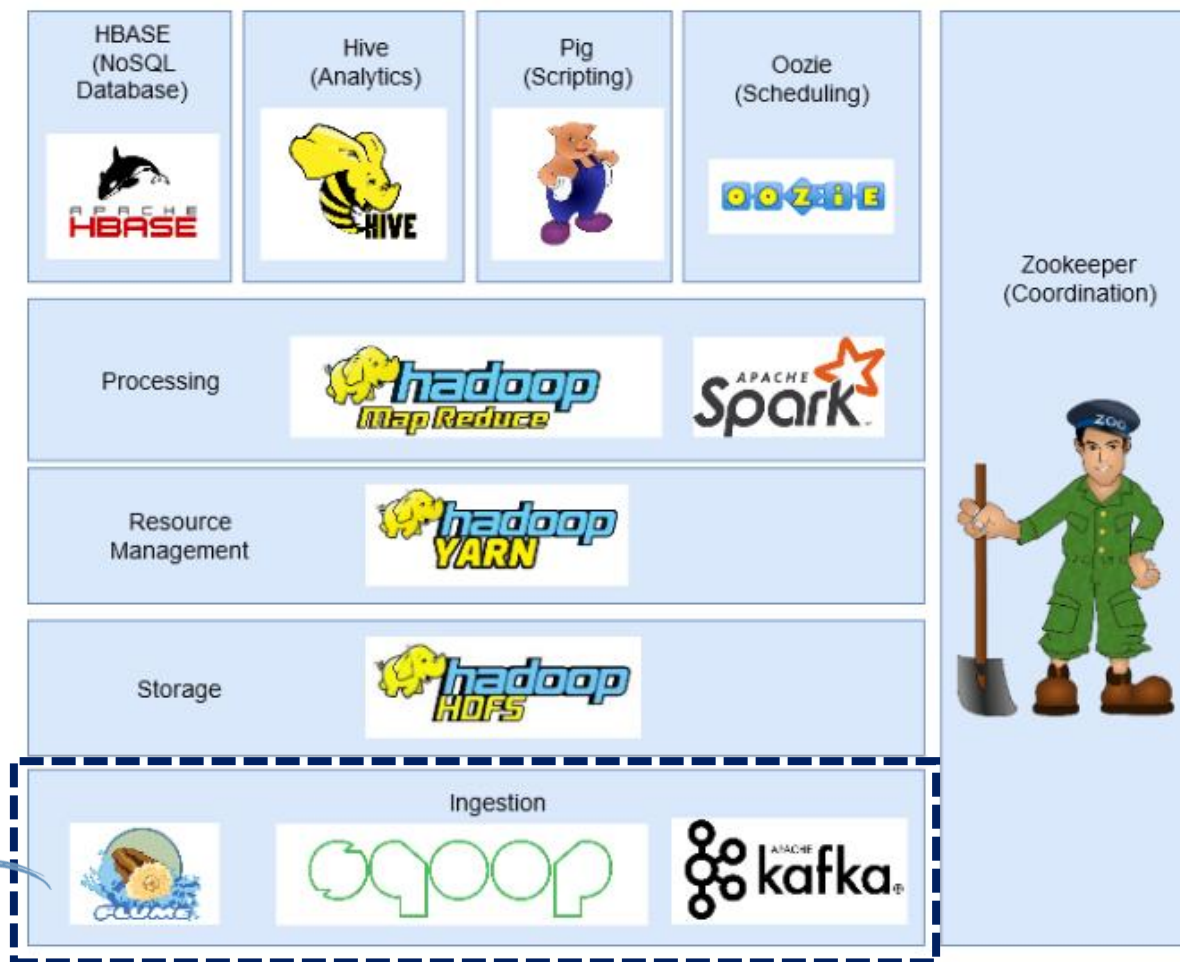 HBASE
(NoSQL
Database)
APACHE
HBASE
Hive
(Analytics)
HIVE
Pig
(Scripting)
Oozie
(Scheduling)
OOZiE
Zookeeper
(Coordination)
ZOO
Processing
hadoop
Map Reduce
APACHE
Spark
Resource
Management
hadoop
YARN
Storage
hadoop
HDFS
Ingestion
FLUME
sqoop
APACHE
kafka